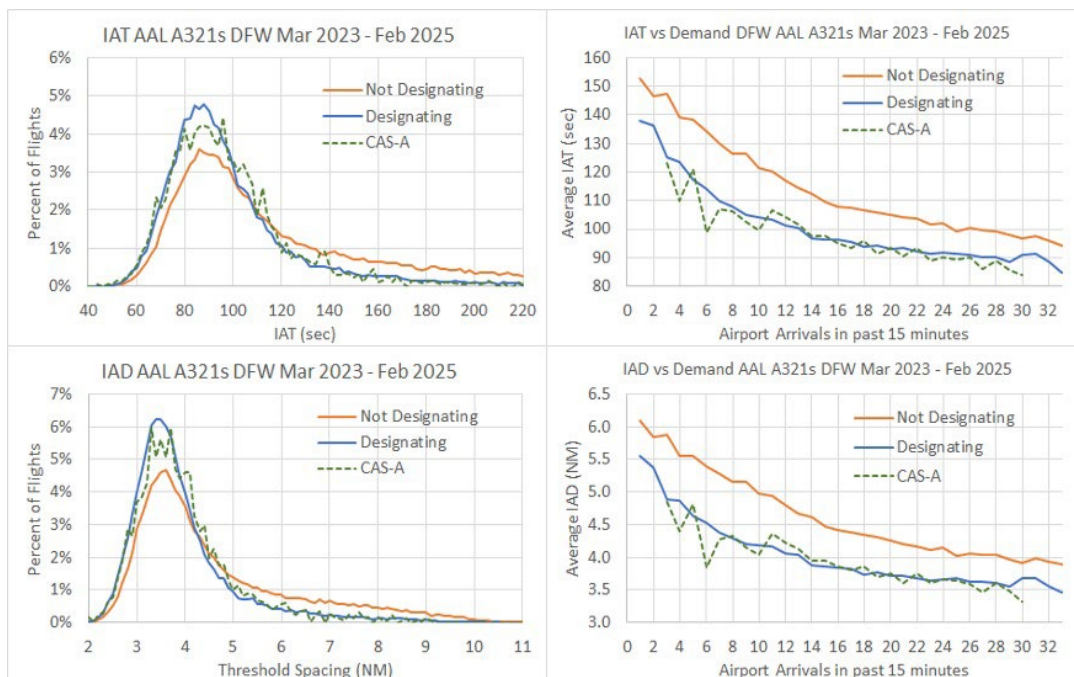 IAT AAL A321s DFW Mar 2023 - Feb 2025
6%
5%
4%
3%
2%
1%
0%
Percent of Flights
Not Designating
Designating
CAS-A
40 60 80 100 120 140 160 180 200 220
IAT (sec)
IAT vs Demand DFW AAL A321s Mar 2023 - Feb 2025
160
150
140
130
120
110
100
90
80
Average IAT (sec)
Not Designating
Designating
CAS-A
0 2 4 6 8 10 12 14 16 18 20 22 24 26 28 30 32
Airport Arrivals in past 15 minutes
IAD AAL A321s DFW Mar 2023 - Feb 2025
7%
6%
5%
4%
3%
2%
1%
0%
Percent of Flights
Not Designating
Designating
CAS-A
2 3 4 5 6 7 8 9 10 11
Threshold Spacing (NM)
IAD vs Demand AAL A321s DFW Mar 2023 - Feb 2025
6.5
6.0
5.5
5.0
4.5
4.0
3.5
3.0
Average IAD (NM)
Not Designating
Designating
CAS-A
0 2 4 6 8 10 12 14 16 18 20 22 24 26 28 30 32
Airport Arrivals in past 15 minutes